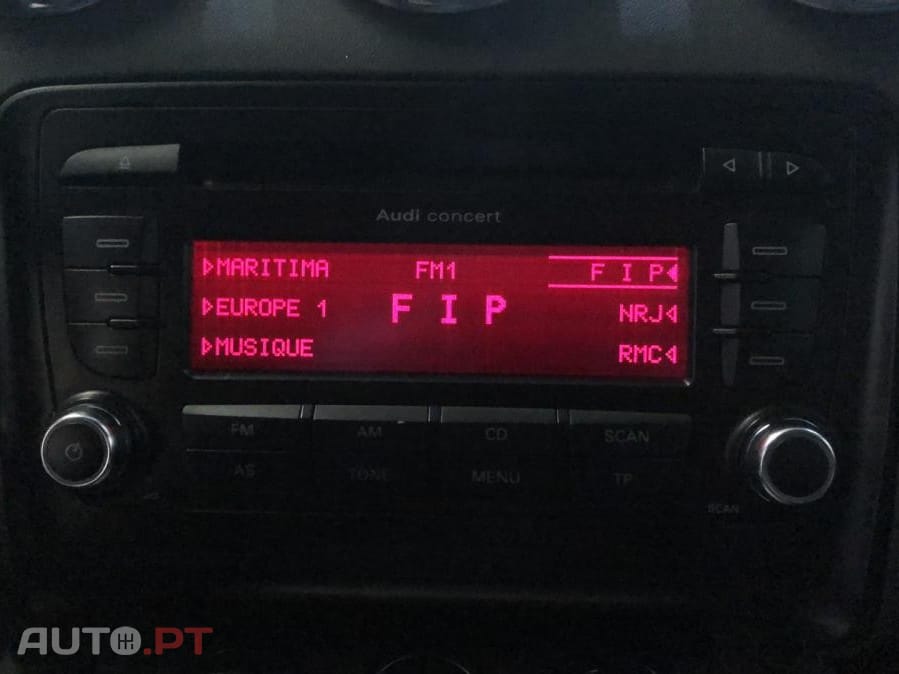 Audi concert
MARITIMA FM1 F I P
EUROPE 1 F I P NRJ
MUSIQUE RMC
FM AM CD SCAN
AS TONE MENU TP
SCAN
AUTO.PT